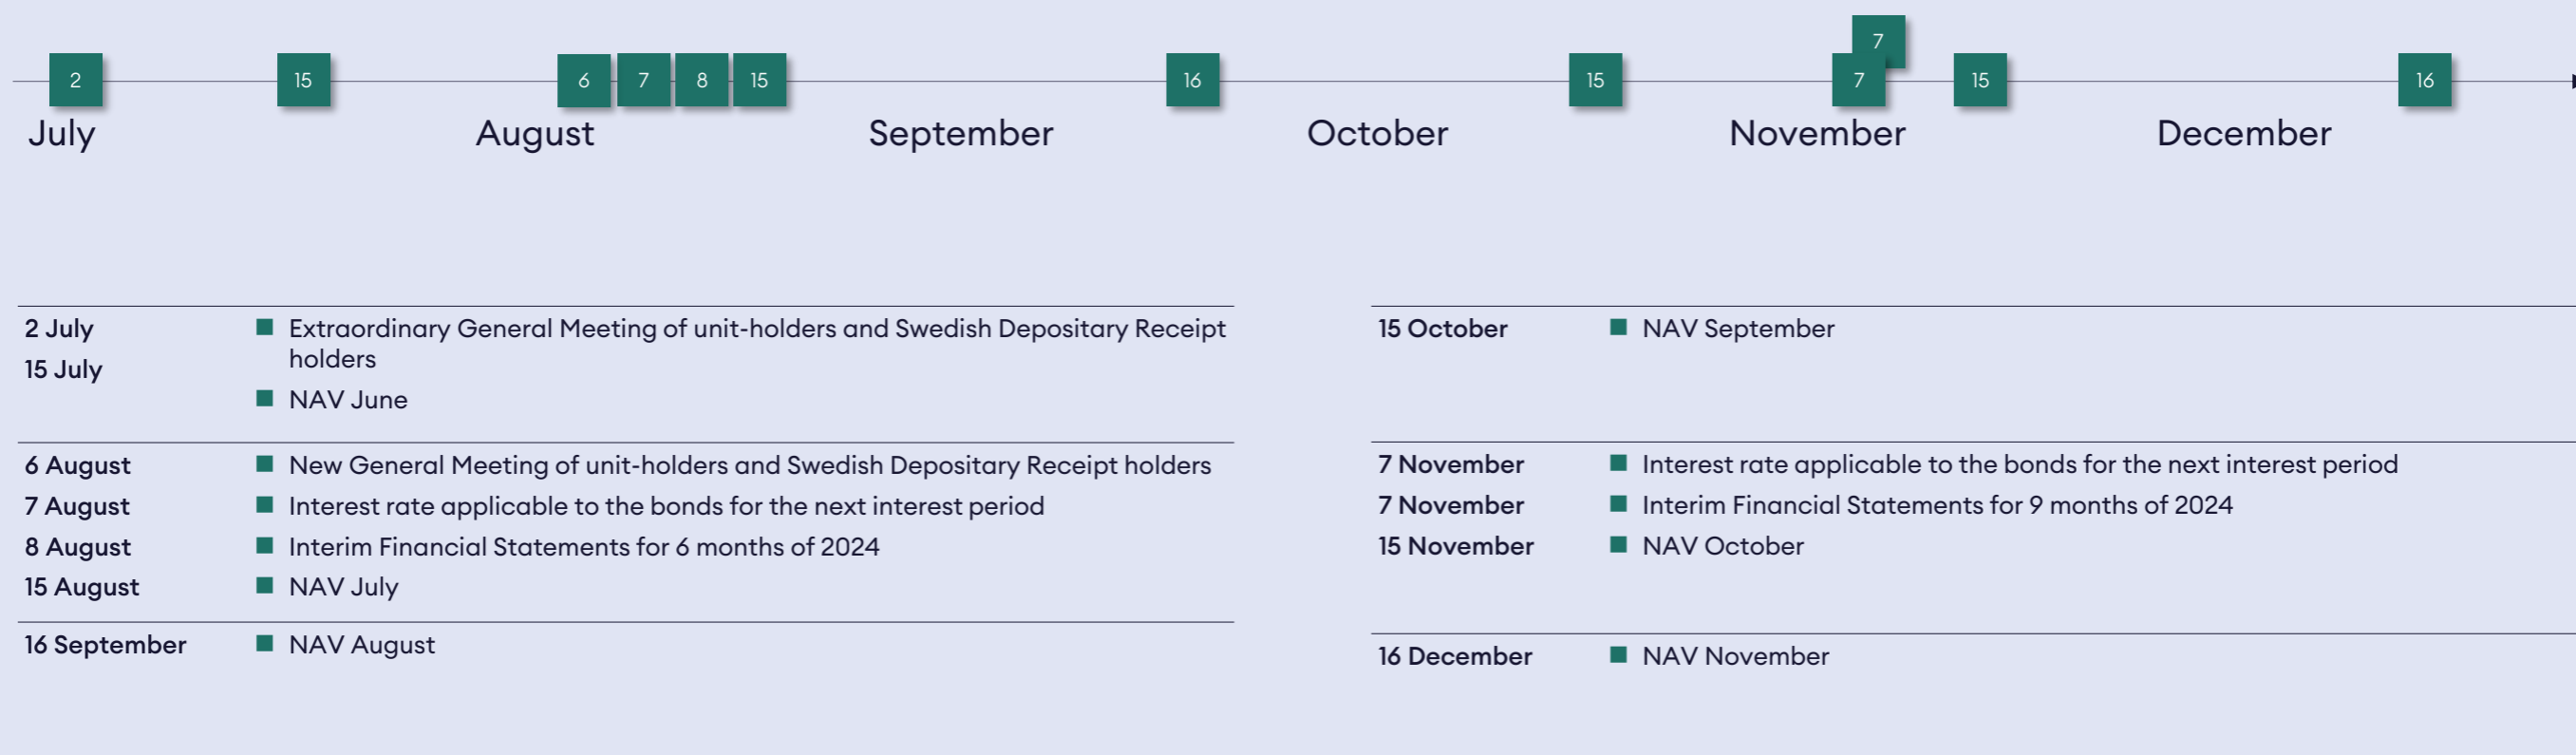 7
2 15 6 7 8 15 16 15 7 15 16
July August September October November December
2 July
Extraordinary General Meeting of unit-holders and Swedish Depositary Receipt
holders
15 July
NAV June
6 August
New General Meeting of unit-holders and Swedish Depositary Receipt holders
7 August
Interest rate applicable to the bonds for the next interest period
8 August
Interim Financial Statements for 6 months of 2024
15 August
NAV July
16 September
NAV August
15 October
NAV September
7 November
Interest rate applicable to the bonds for the next interest period
7 November
Interim Financial Statements for 9 months of 2024
15 November
NAV October
16 December
NAV November